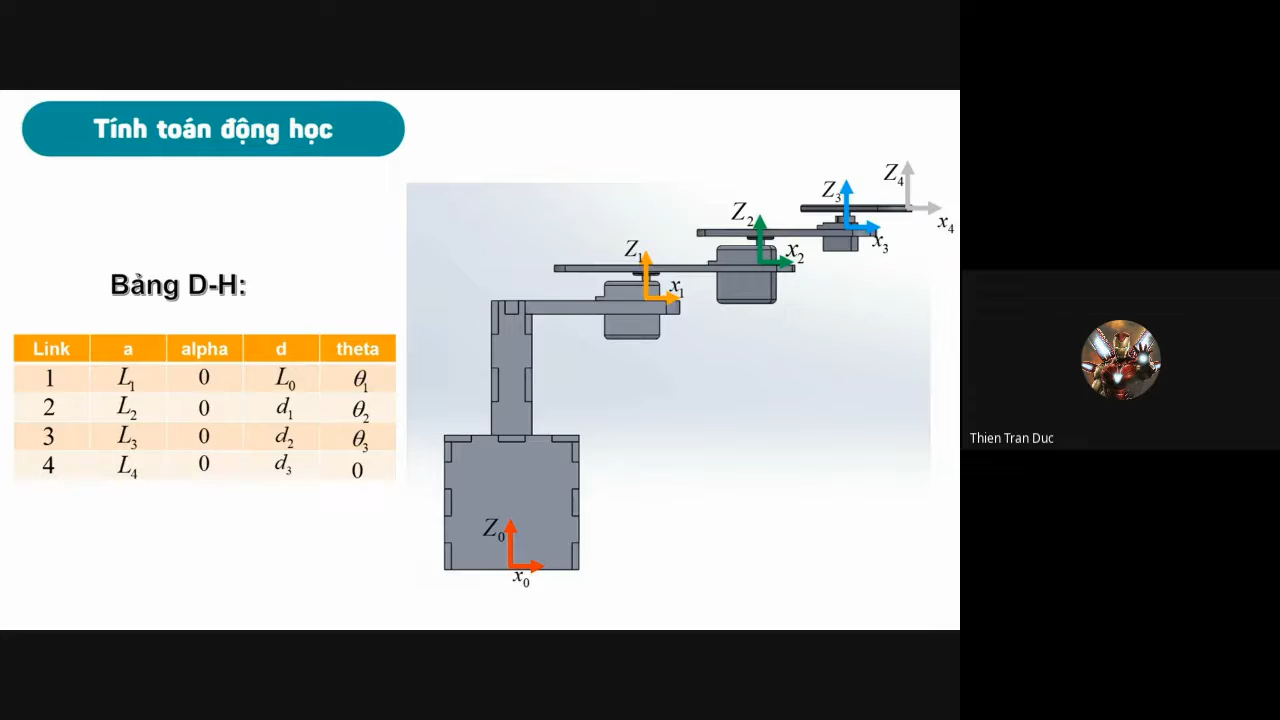 Tính toán động học
Bảng D-H:
Link a alpha d theta
1 L₁ 0 L₀ θ₁
2 L₂ 0 d₁ θ₂
3 L₃ 0 d₂ θ₃
4 L₄ 0 d₃ 0
Z₄
x₄
Z₃
x₃
Z₂
x₂
Z₁
x₁
Z₀
x₀
Thien Tran Duc